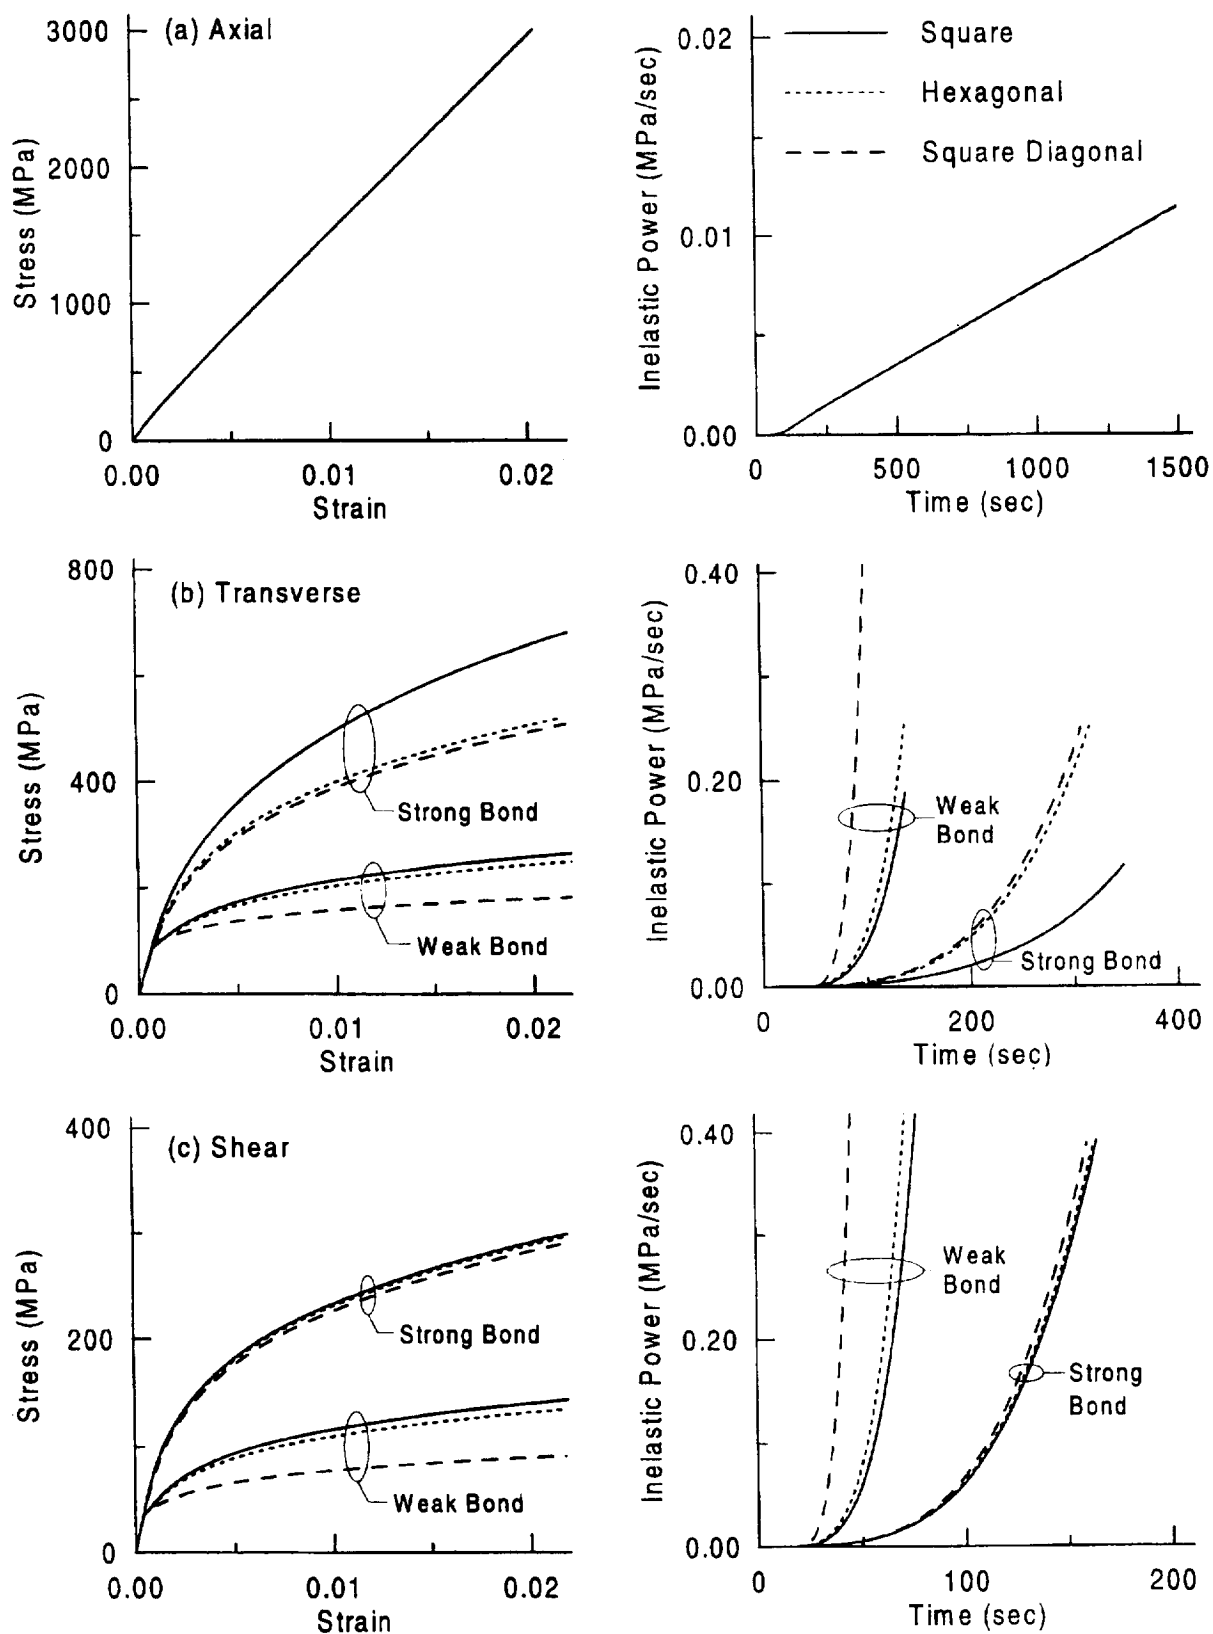 (a) Axial
Stress (MPa)
3000
2000
1000
0
0.00
0.01
0.02
Strain
Inelastic Power (MPa/sec)
0.02
0.01
0.00
0
500
1000
1500
Time (sec)
Square
Hexagonal
Square Diagonal
(b) Transverse
Stress (MPa)
800
400
0
0.00
0.01
0.02
Strain
Strong Bond
Weak Bond
Inelastic Power (MPa/sec)
0.40
0.20
0.00
0
200
400
Time (sec)
Weak
Bond
Strong Bond
(c) Shear
Stress (MPa)
400
200
0
0.00
0.01
0.02
Strain
Strong Bond
Weak Bond
Inelastic Power (MPa/sec)
0.40
0.20
0.00
0
100
200
Time (sec)
Weak
Bond
Strong
Bond